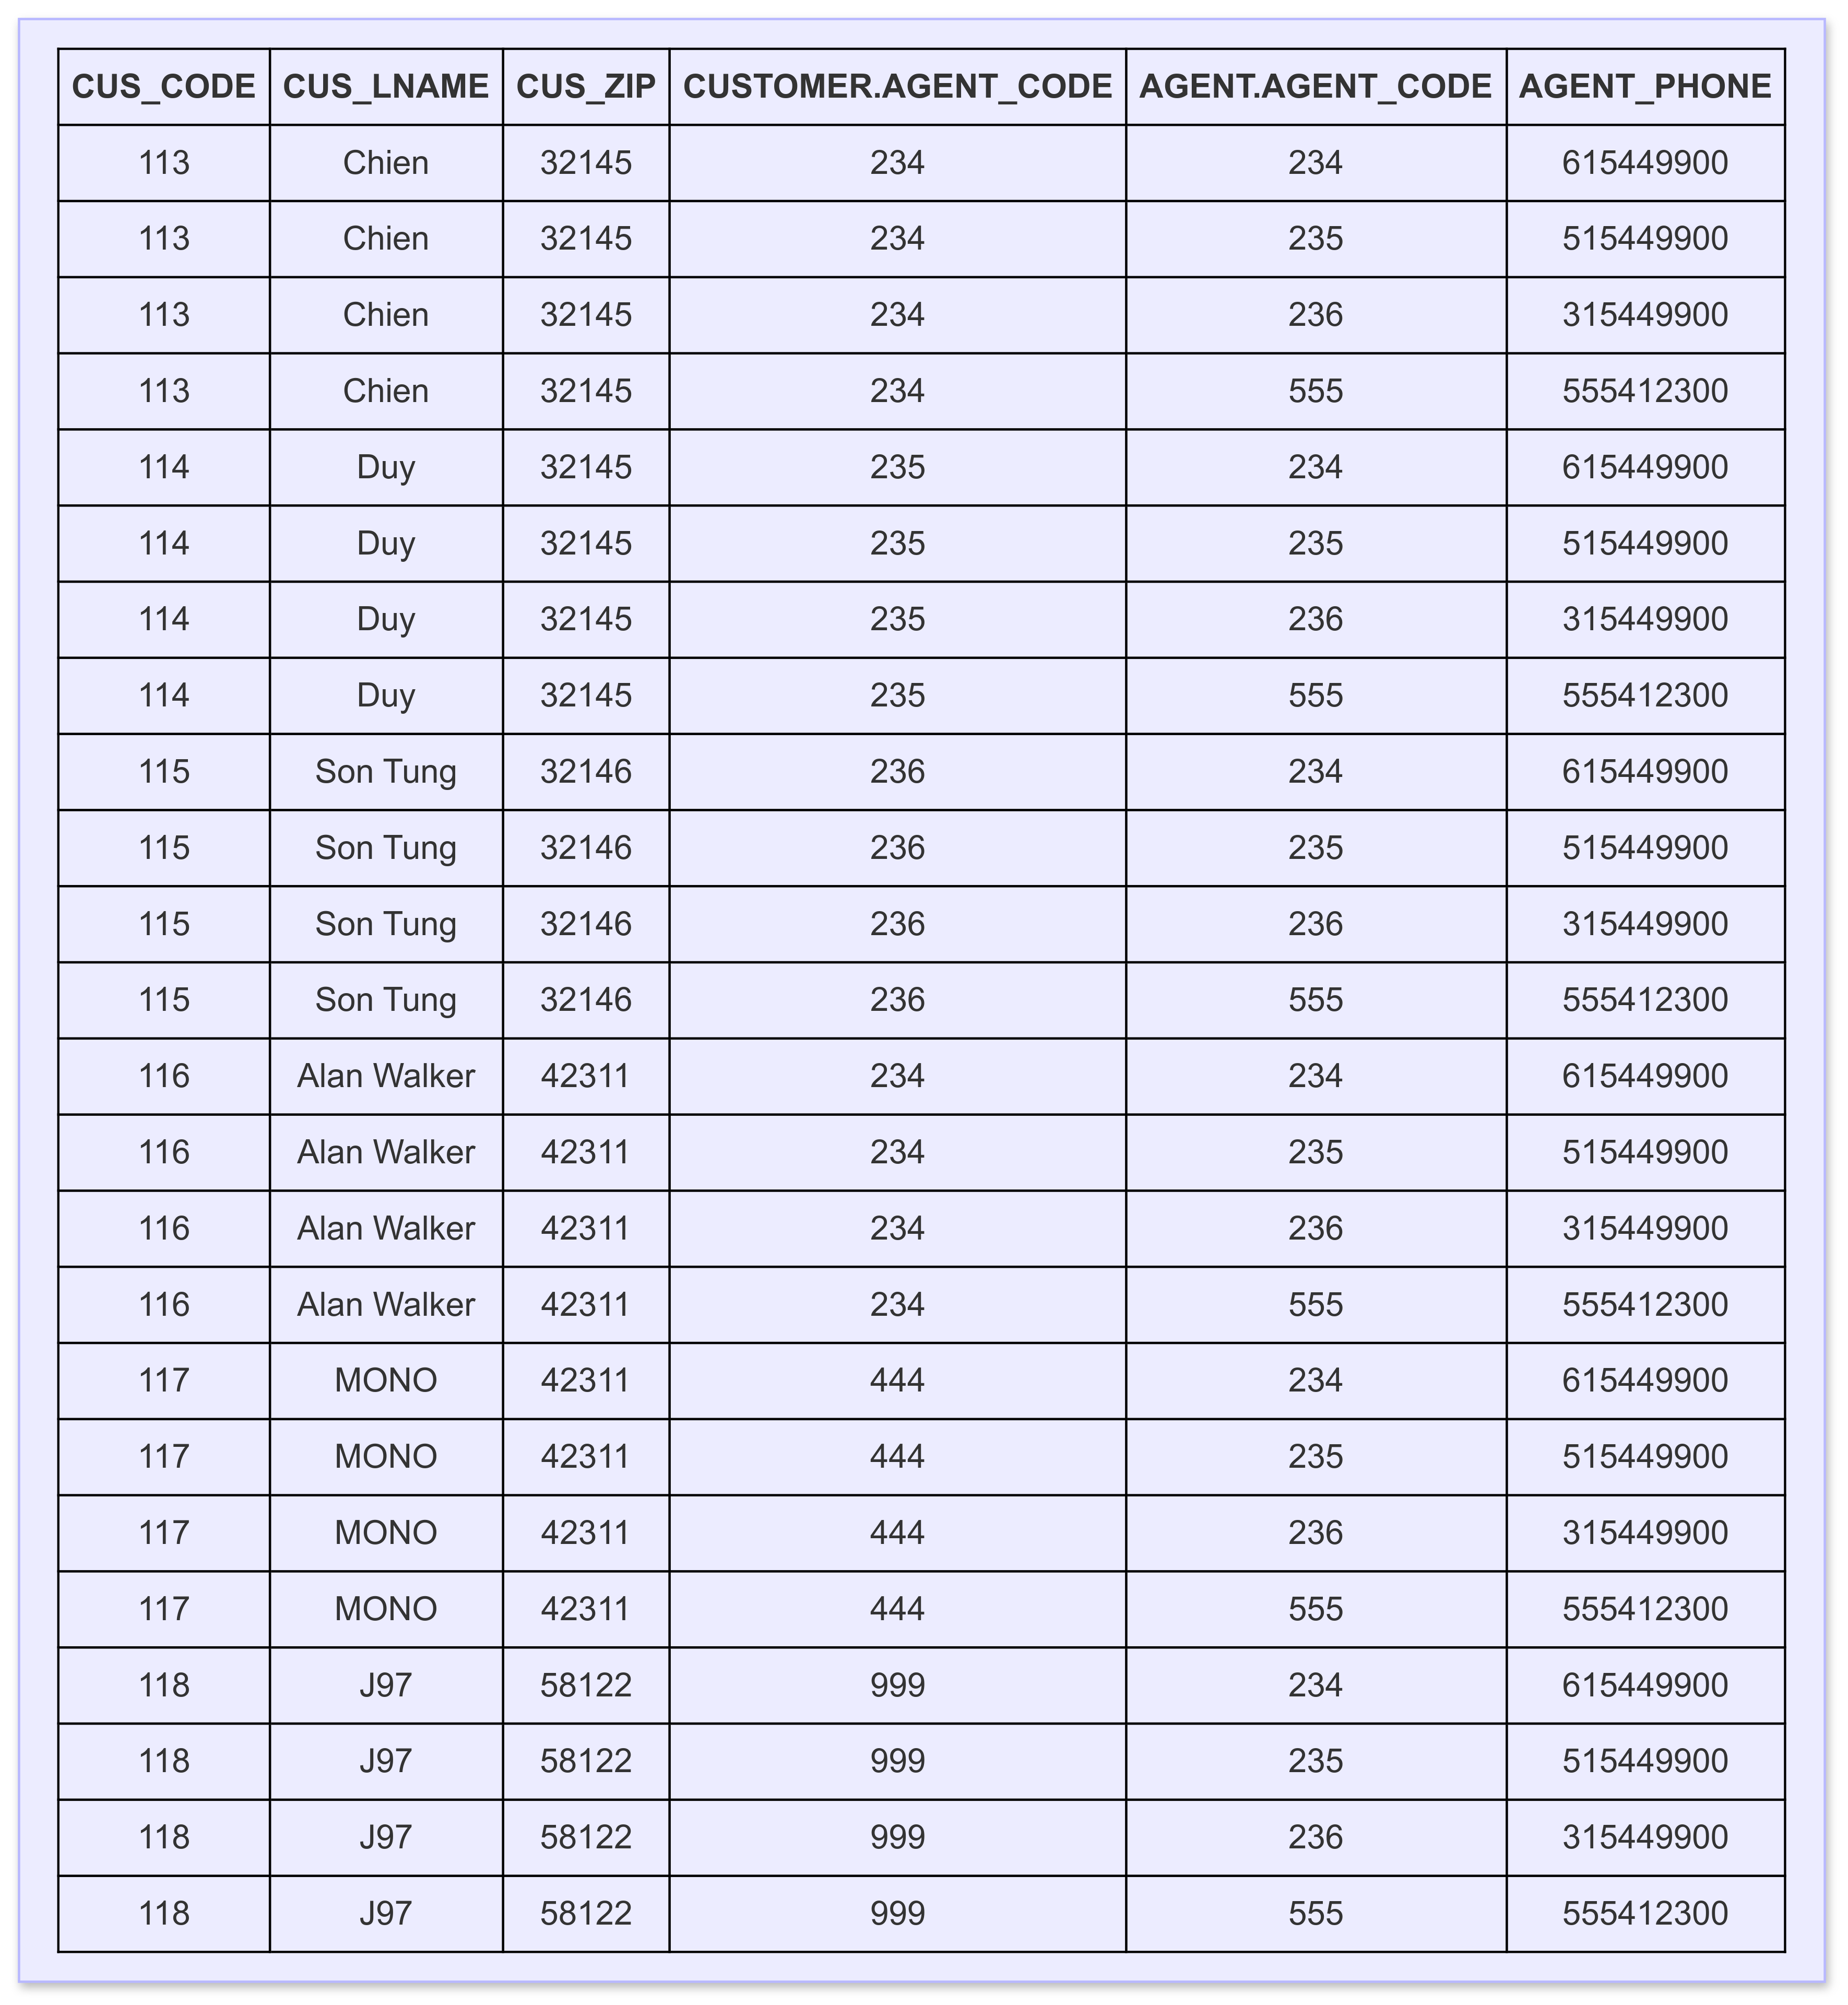 CUS_CODE CUS_LNAME CUS_ZIP CUSTOMER.AGENT_CODE AGENT.AGENT_CODE AGENT_PHONE
113 Chien 32145 234 234 615449900
113 Chien 32145 234 235 515449900
113 Chien 32145 234 236 315449900
113 Chien 32145 234 555 555412300
114 Duy 32145 235 234 615449900
114 Duy 32145 235 235 515449900
114 Duy 32145 235 236 315449900
114 Duy 32145 235 555 555412300
115 Son Tung 32146 236 234 615449900
115 Son Tung 32146 236 235 515449900
115 Son Tung 32146 236 236 315449900
115 Son Tung 32146 236 555 555412300
116 Alan Walker 42311 234 234 615449900
116 Alan Walker 42311 234 235 515449900
116 Alan Walker 42311 234 236 315449900
116 Alan Walker 42311 234 555 555412300
117 MONO 42311 444 234 615449900
117 MONO 42311 444 235 515449900
117 MONO 42311 444 236 315449900
117 MONO 42311 444 555 555412300
118 J97 58122 999 234 615449900
118 J97 58122 999 235 515449900
118 J97 58122 999 236 315449900
118 J97 58122 999 555 555412300